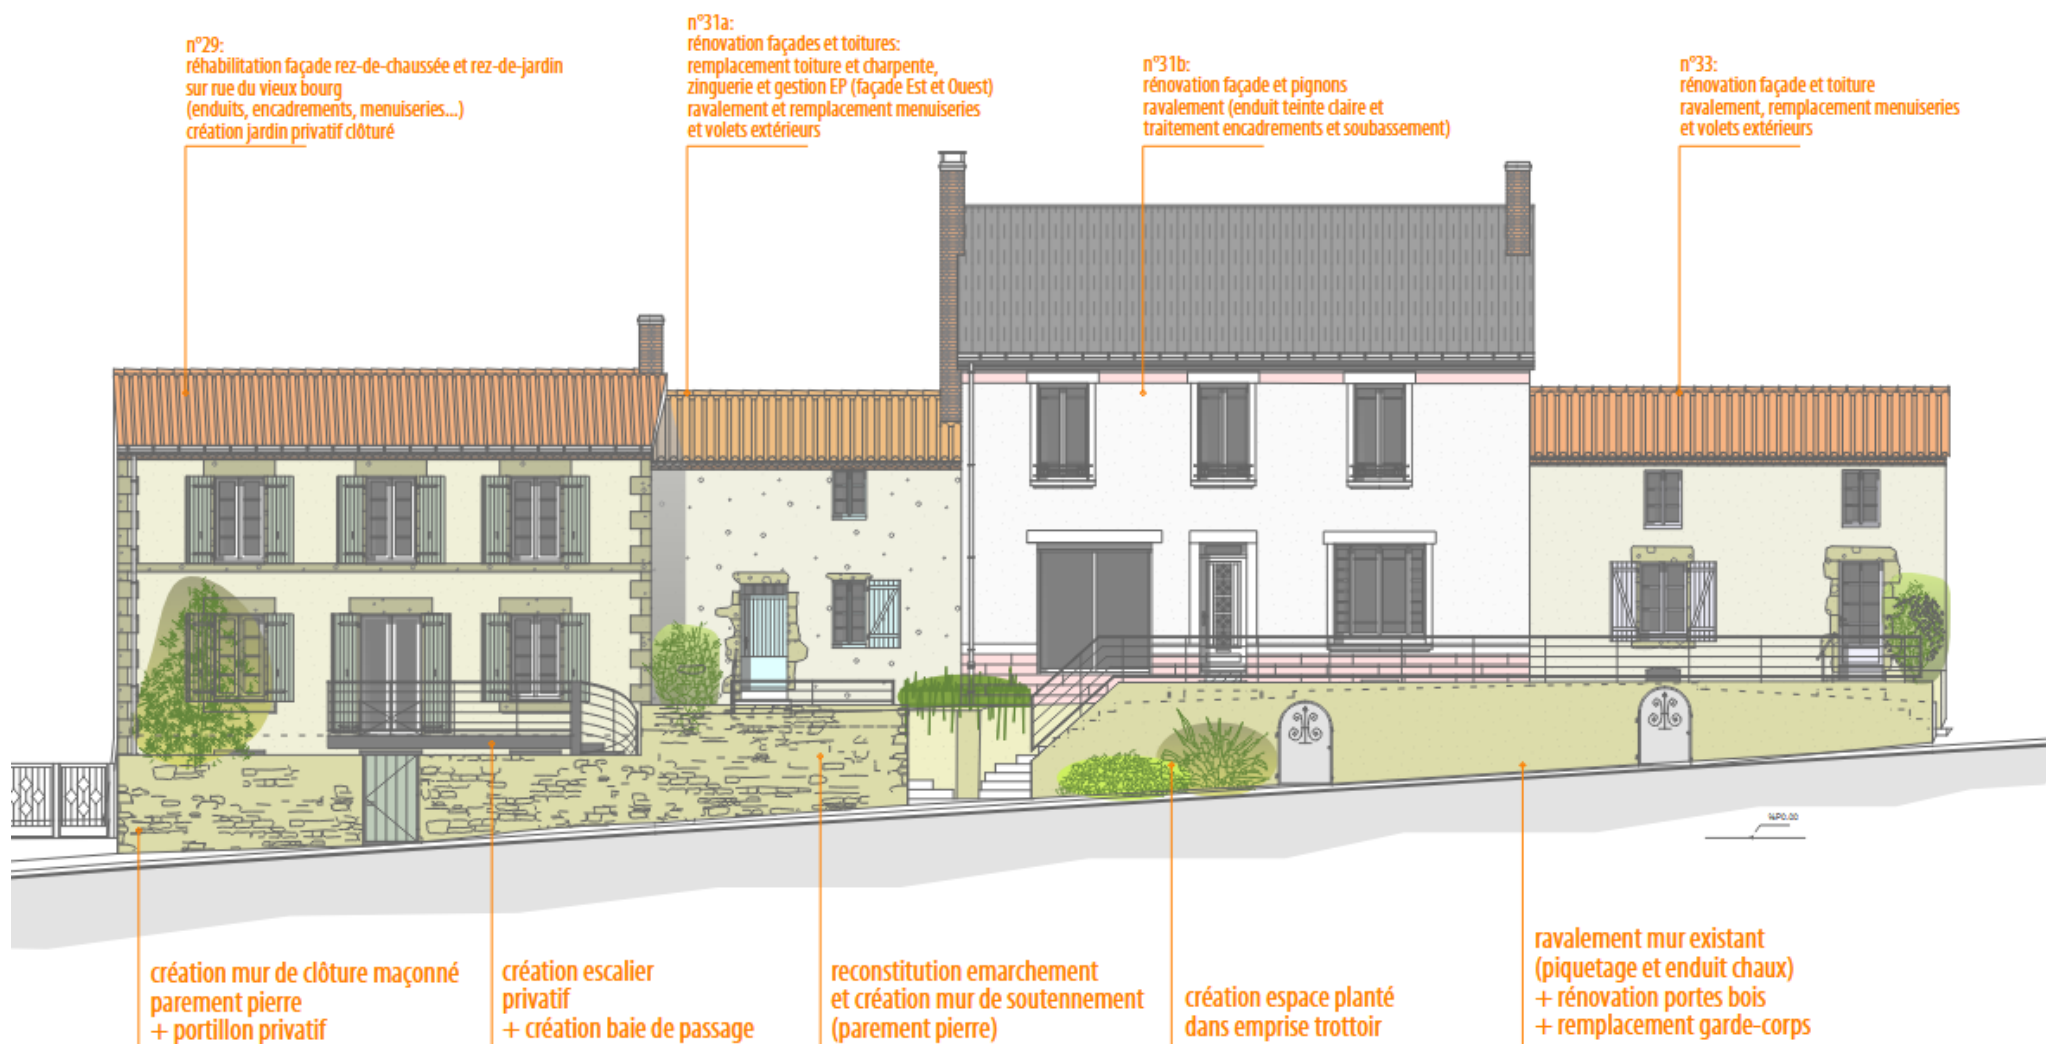 n°29:
réhabilitation façade rez-de-chaussée et rez-de-jardin
sur rue du vieux bourg
(enduits, encadrements, menuiseries...)
création jardin privatif clôturé
n°31a:
rénovation façades et toitures:
remplacement toiture et charpente,
zinguerie et gestion EP (façade Est et Ouest)
ravalement et remplacement menuiseries
et volets extérieurs
n°31b:
rénovation façade et pignons
ravalement (enduit teinte claire et
traitement encadrements et soubassement)
n°33:
rénovation façade et toiture
ravalement, remplacement menuiseries
et volets extérieurs
création mur de clôture maçonné
parement pierre
+ portillon privatif
création escalier
privatif
+ création baie de passage
reconstitution emarchement
et création mur de soutennement
(parement pierre)
création espace planté
dans emprise trottoir
ravalement mur existant
(piquetage et enduit chaux)
+ rénovation portes bois
+ remplacement garde-corps